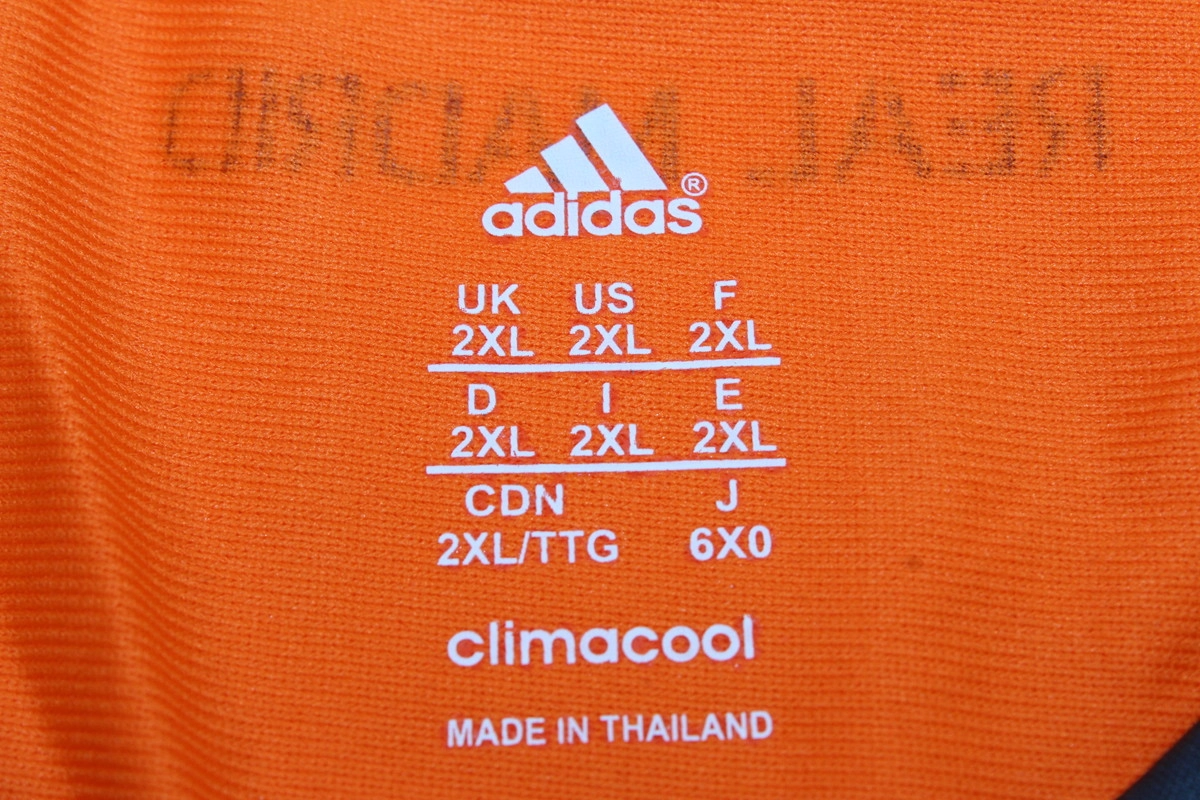 REAL MADRID
adidas®
UK US F
2XL 2XL 2XL
D I E
2XL 2XL 2XL
CDN J
2XL/TTG 6X0
climacool
MADE IN THAILAND